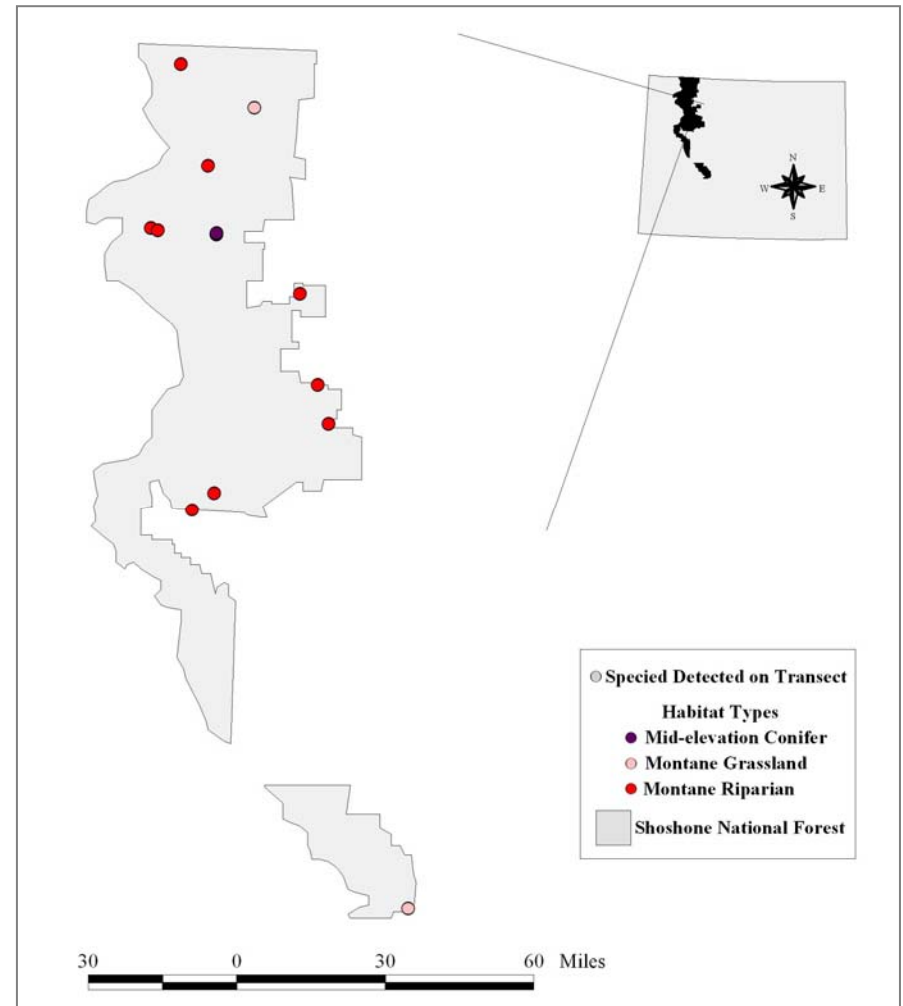 N
W E
S
Specied Detected on Transect
Habitat Types
Mid-elevation Conifer
Montane Grassland
Montane Riparian
Shoshone National Forest
30 0 30 60 Miles